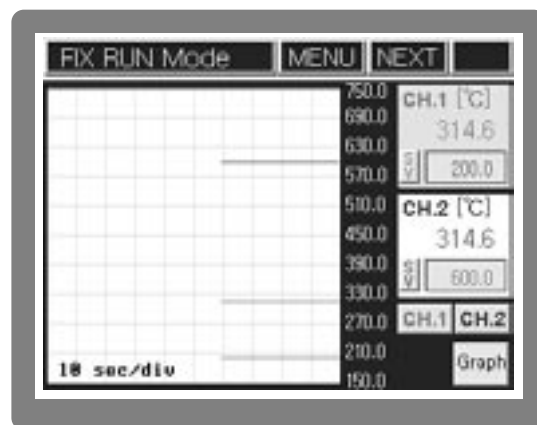 FIX RUN Mode MENU NEXT
750.0
690.0
630.0
570.0
510.0
450.0
390.0
330.0
270.0
210.0
150.0
10 sec/div
CH.1 [℃]
314.6
SV 200.0
CH.2 [℃]
314.6
SV 600.0
CH.1 CH.2
Graph